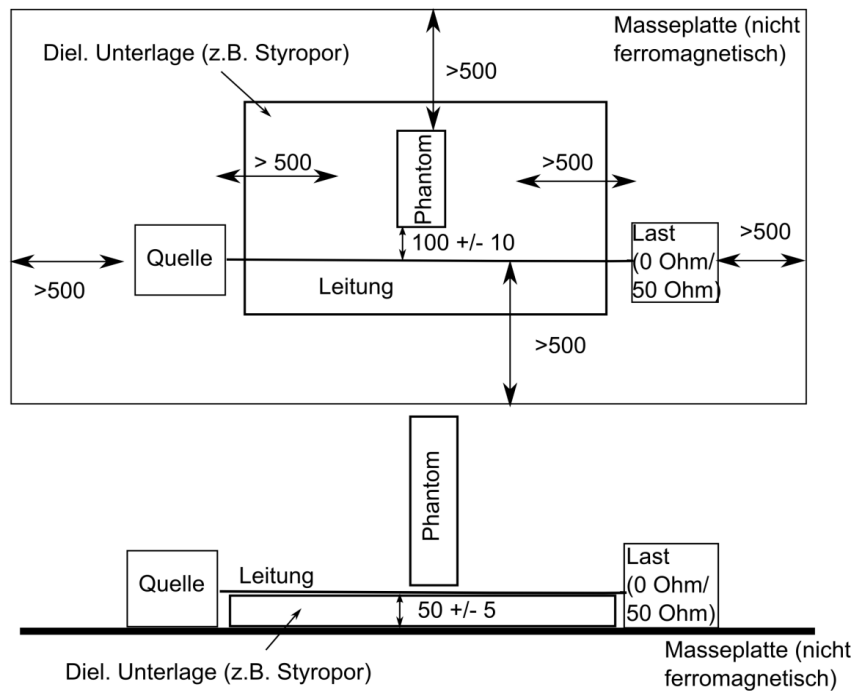 Masseplatte (nicht
ferromagnetisch)
Diel. Unterlage (z.B. Styropor)
>500
> 500
>500
Phantom
100 +/- 10
Quelle
Last
(0 Ohm/
50 Ohm)
>500
>500
Leitung
>500
Phantom
Quelle
Leitung
Last
(0 Ohm/
50 Ohm)
50 +/- 5
Diel. Unterlage (z.B. Styropor)
Masseplatte (nicht
ferromagnetisch)